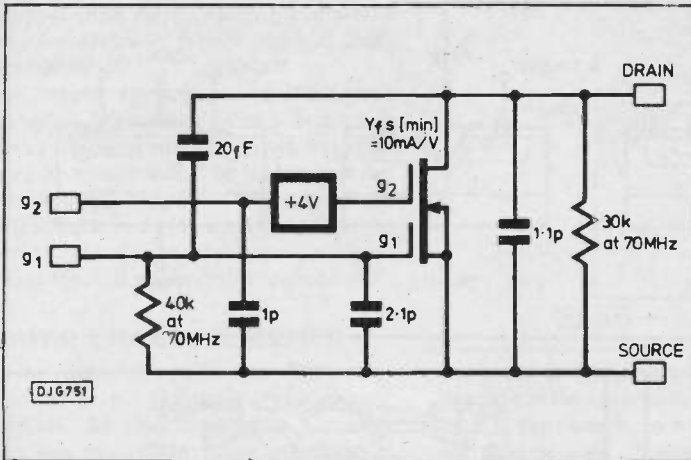 DRAIN
Yfs [min]
=10mA/V
20fF
g2
+4V
g2
g1
g1
1·1p
30k
at 70MHz
40k
at
70MHz
1p
2·1p
SOURCE
DJG751